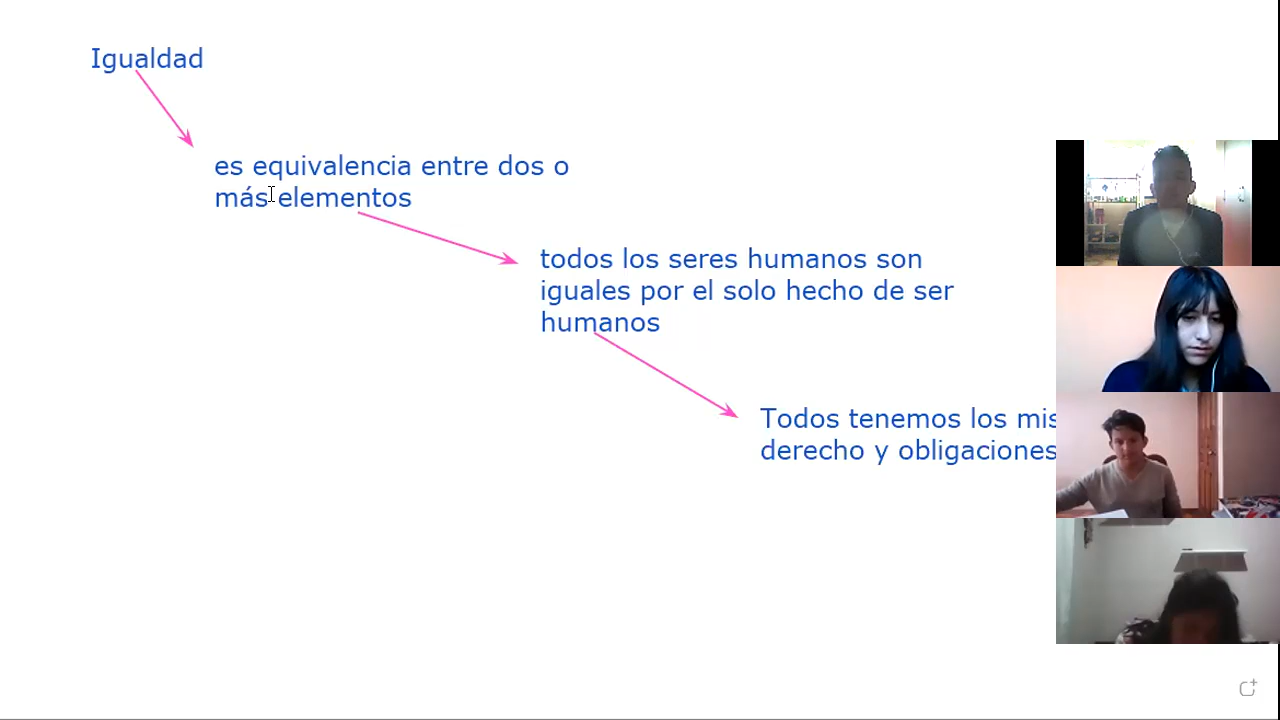 Igualdad
es equivalencia entre dos o
más elementos
todos los seres humanos son
iguales por el solo hecho de ser
humanos
Todos tenemos los
derecho y obligaciones